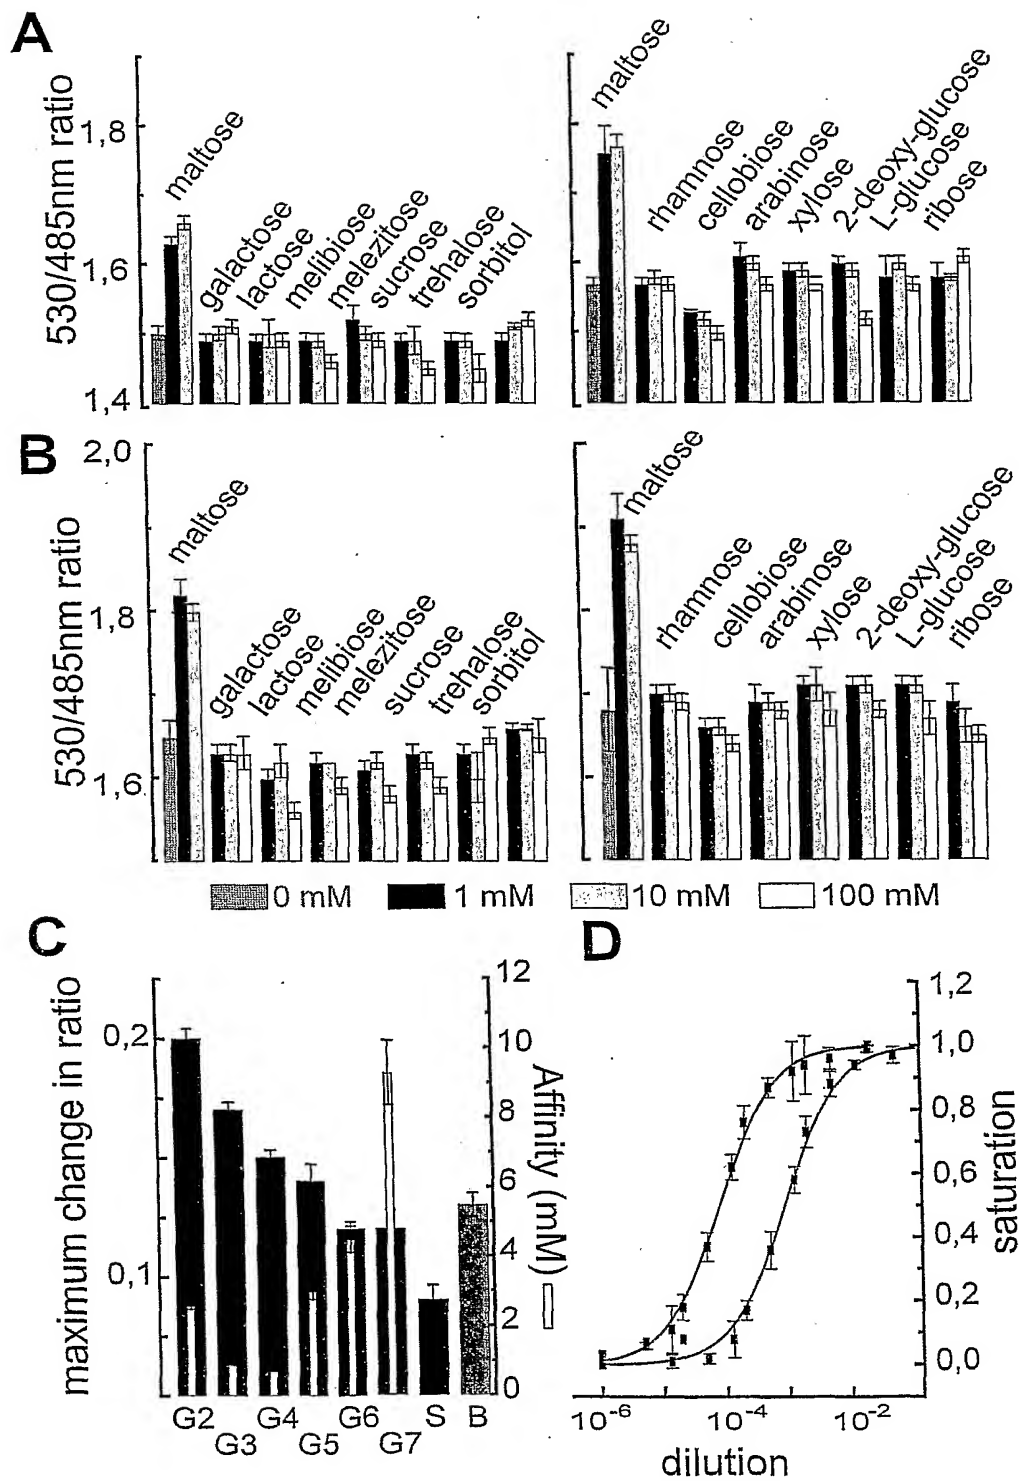 A
530/485nm ratio
1,8
1,6
1,4
maltose
galactose
lactose
melibiose
melezitose
sucrose
trehalose
sorbitol
maltose
rhamnose
cellobiose
arabinose
xylose
2-deoxy-glucose
L-glucose
ribose
B
530/485nm ratio
2,0
1,8
1,6
maltose
galactose
lactose
melibiose
melezitose
sucrose
trehalose
sorbitol
maltose
rhamnose
cellobiose
arabinose
xylose
2-deoxy-glucose
L-glucose
ribose
0 mM 1 mM 10 mM 100 mM
C
maximum change in ratio
0,2
0,1
12
10
8
6
4
2
0
Affinity (mM)
G2 G3 G4 G5 G6 G7 S B
D
1,2
1,0
0,8
0,6
0,4
0,2
0,0
saturation
10-6 10-4 10-2
dilution